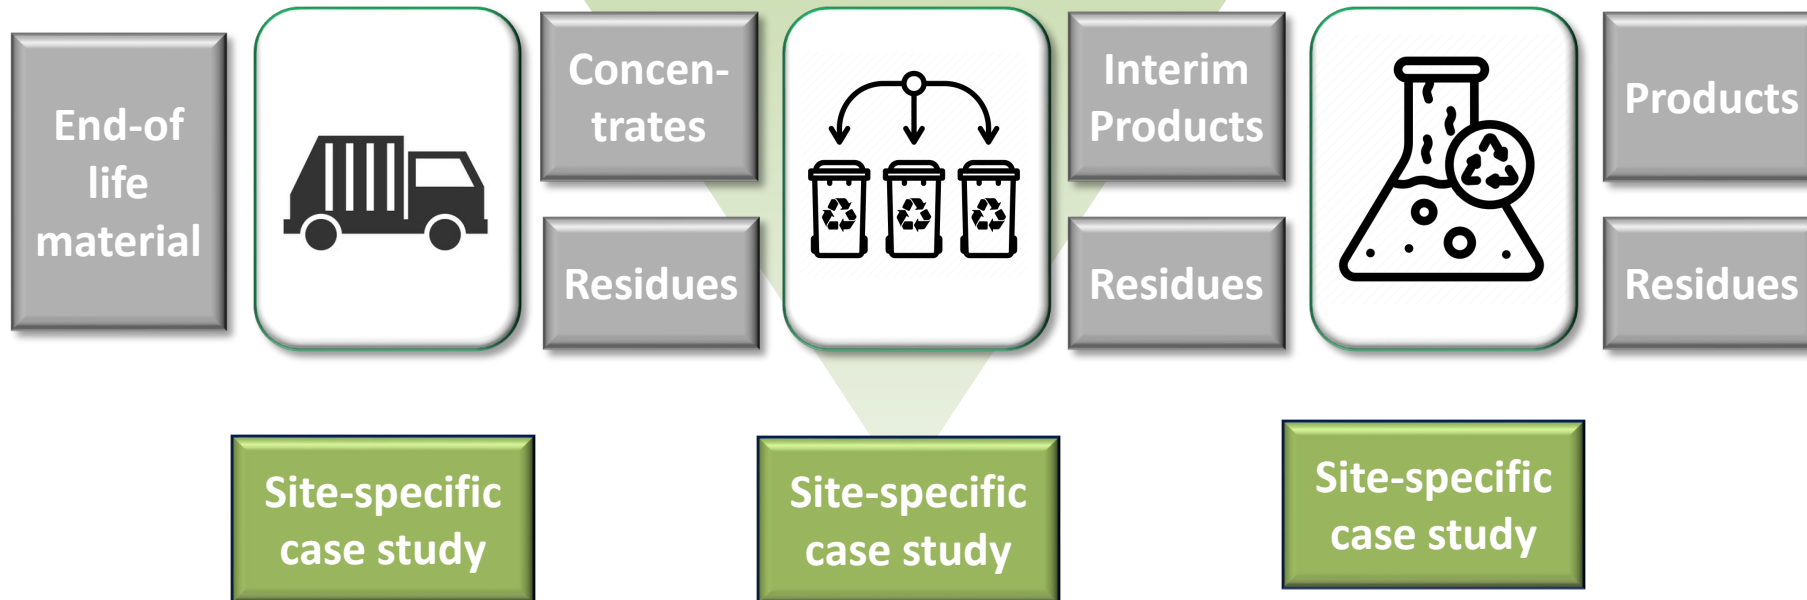 End-of
life
material
Concen-
trates
Residues
Interim
Products
Residues
Products
Residues
Site-specific
case study
Site-specific
case study
Site-specific
case study